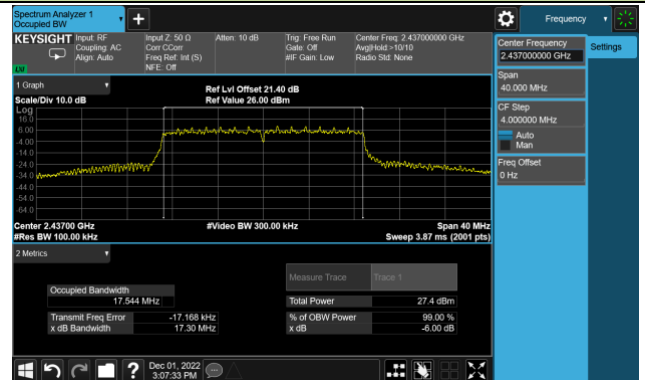 Spectrum Analyzer 1
Occupied BW
Frequency
KEYSIGHT
Input: RF
Coupling: AC
Align: Auto
Input Z: 50 Ω
Corr CCorr
Freq Ref: Int (S)
NFE: Off
Atten: 10 dB
Trig: Free Run
Gate: Off
#IF Gain: Low
Center Freq: 2.437000000 GHz
Avg|Hold:>10/10
Radio Std: None
Center Frequency
2.437000000 GHz
Settings
Span
40.000 MHz
CF Step
4.000000 MHz
Auto
Man
Freq Offset
0 Hz
1 Graph
Scale/Div 10.0 dB
Ref Lvl Offset 21.40 dB
Ref Value 26.00 dBm
Log
16.0
6.00
-4.00
-14.0
-24.0
-34.0
-44.0
-54.0
-64.0
Center 2.43700 GHz
#Res BW 100.00 kHz
#Video BW 300.00 kHz
Span 40 MHz
Sweep 3.87 ms (2001 pts)
2 Metrics
Measure Trace
Trace 1
Occupied Bandwidth
17.544 MHz
Total Power
27.4 dBm
Transmit Freq Error
-17.168 kHz
% of OBW Power
99.00 %
x dB Bandwidth
17.30 MHz
x dB
-6.00 dB
?
Dec 01, 2022
3:07:33 PM